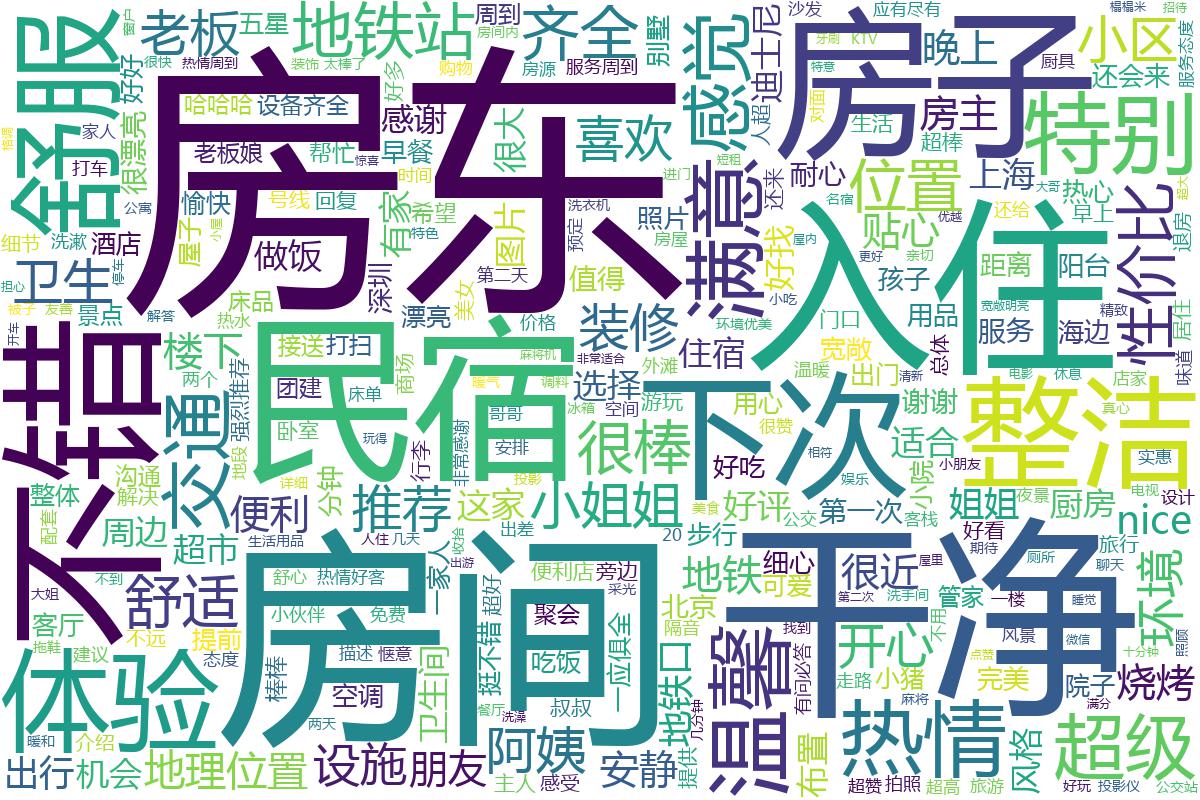 房东
房间
民宿
入住
干净
不错
房子
下次
整洁
舒服
体验
满意
温馨
热情
特别
超级
交通
性价比
感觉
舒适
地铁站
齐全
喜欢
老板
五星
周到
房间内
装饰
太棒了
购物
房源
服务周到
别墅
迪士尼
沙发
牙刷
KTV
特意
应有尽有
晚上
小区
厨具
还会来
榻榻米
招待
服务态度
窗户
好好
很快
热情周到
哈哈哈
设备齐全
好多
感谢
很大
早餐
帮忙
惊喜
老板娘
家人
打车
很漂亮
格调
人超
对面
生活
超棒
房主
位置
上海
耐心
贴心
热心
大哥
早上
超大
退房
短租
进门
还来
名宿
还给
优越
亲切
更好
屋内
好找
孩子
距离
阳台
公寓
愉快
号线
回复
时间
有家
希望
特色
图片
洗衣机
预定
照片
房屋
屋子
小屋
细节
洗漱
酒店
停车
做饭
深圳
第二天
值得
美女
小吃
卫生
床品
担心
被子
友善
景点
热水
解答
漂亮
价格
装修
环境优美
门口
用品
服务
宽敞明亮
海边
精致
居住
味道
开车
楼下
接送
打扫
商场
麻将机
非常适合
外滩
住宿
温暖
宽敞
出门
清新
总体
电影
休息
店家
两个
强烈推荐
地段
团建
床单
暖气
调料
选择
空间
游玩
用心
很赞
谢谢
真心
卧室
玩得
哥哥
冰箱
安排
很棒
好吃
相符
适合
小院
小朋友
实惠
沟通
解决
整体
配套
详细
分钟
行李
非常感谢
投影
娱乐
美食
好评
公交
第一次
客栈
姐姐
夜景
厨房
电视
设计
nice
周边
便利
推荐
这家
小姐姐
超市
生活用品
人住
几天
一家人
收拾
出游
出差
20
步行
好看
期待
厕所
旅行
聊天
不到
舒心
热情好客
超好
便利店
旁边
采光
地铁
细心
可爱
很近
屋里
洗手间
第二次
管家
一楼
睡觉
环境
大姐
小伙伴
免费
挺不错
聚会
北京
隔音
找到
不用
风景
微信
照顾
客厅
不远
提前
拖鞋
建议
态度
棒棒
描述
惬意
吃饭
一应俱全
地铁口
有问必答
开心
点赞
十分钟
走路
小猪
完美
院子
烧烤
空调
卫生间
餐厅
洗澡
叔叔
几分钟
麻将
满分
两天
暖和
介绍
出行
机会
地理位置
设施
朋友
阿姨
主人
感受
安静
提供
布置
超赞
拍照
超高
旅游
风格
好玩
投影仪
公交站